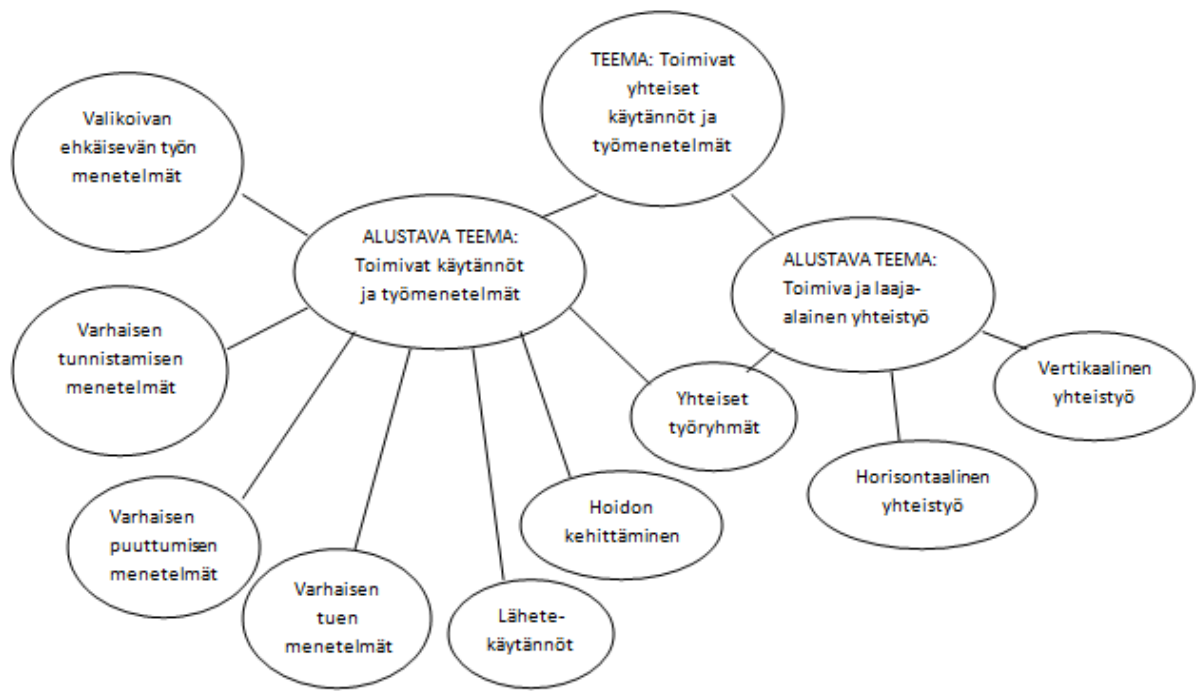 TEEMA: Toimivat
yhteiset
käytännöt ja
työmenetelmät
Valikoivan
ehkäisevän työn
menetelmät
ALUSTAVA TEEMA:
Toimivat käytännöt
ja työmenetelmät
ALUSTAVA TEEMA:
Toimiva ja laaja-
alainen yhteistyö
Varhaisen
tunnistamisen
menetelmät
Vertikaalinen
yhteistyö
Yhteiset
työryhmät
Horisontaalinen
yhteistyö
Hoidon
kehittäminen
Varhaisen
puuttumisen
menetelmät
Varhaisen
tuen
menetelmät
Lähete-
käytännöt